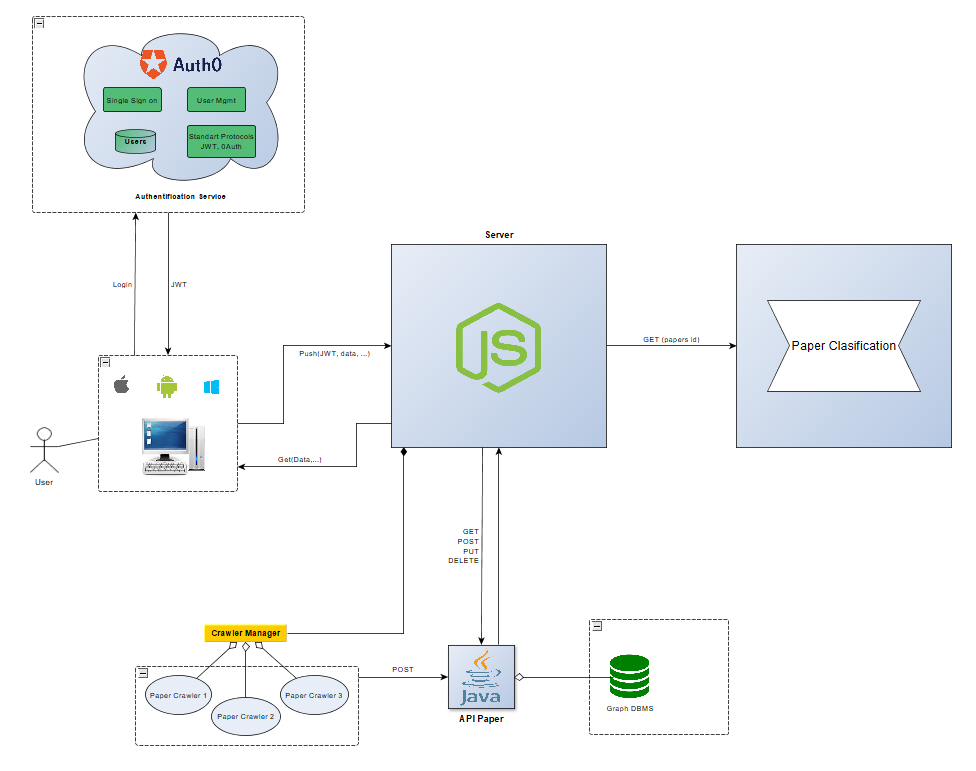 Auth0
Single Sign on
User Mgmt
Users
Standart Protocols
JWT, 0Auth
Authentification Service
Server
Login
JWT
JS
GET (papers id)
Paper Clasification
Push(JWT, data, ...)
Get(Data,...)
User
GET
POST
PUT
DELETE
Crawler Manager
Paper Crawler 1
Paper Crawler 2
Paper Crawler 3
POST
Java
API Paper
Graph DBMS